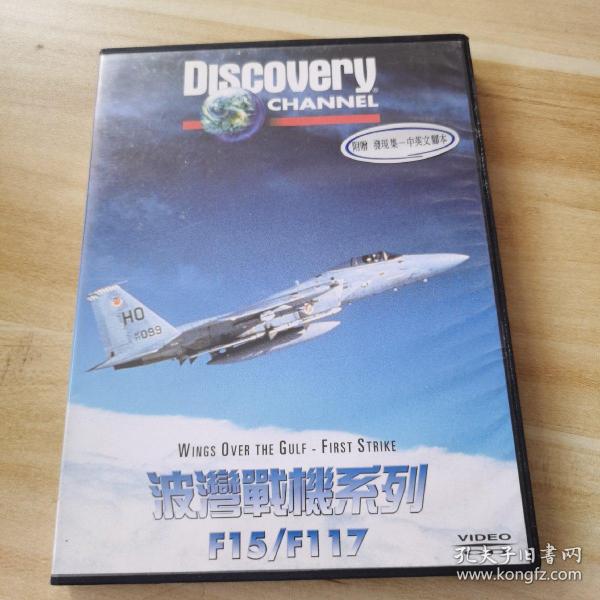 Discovery
CHANNEL
附贈 發現集－中英文腳本
HO
099
WINGS OVER THE GULF - FIRST STRIKE
波灣戰機系列
F15/F117
VIDEO
孔夫子旧书网
www.kongfz.com